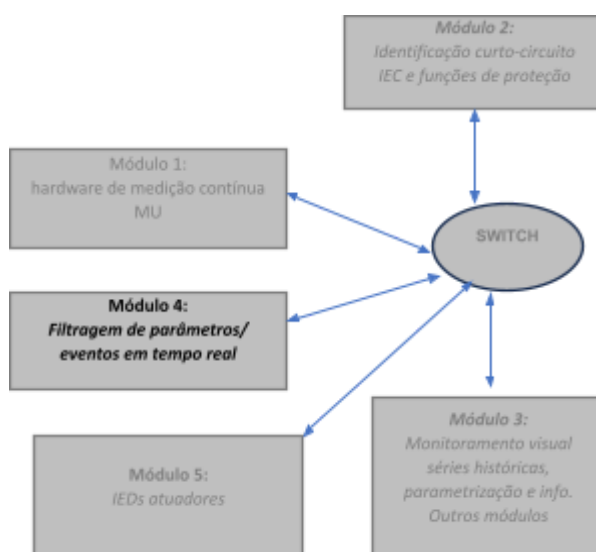 Módulo 2:
Identificação curto-circuito
IEC e funções de proteção
Módulo 1:
hardware de medição contínua
MU
SWITCH
Módulo 4:
Filtragem de parâmetros/
eventos em tempo real
Módulo 3:
Monitoramento visual
séries históricas,
parametrização e info.
Outros módulos
Módulo 5:
IEDs atuadores